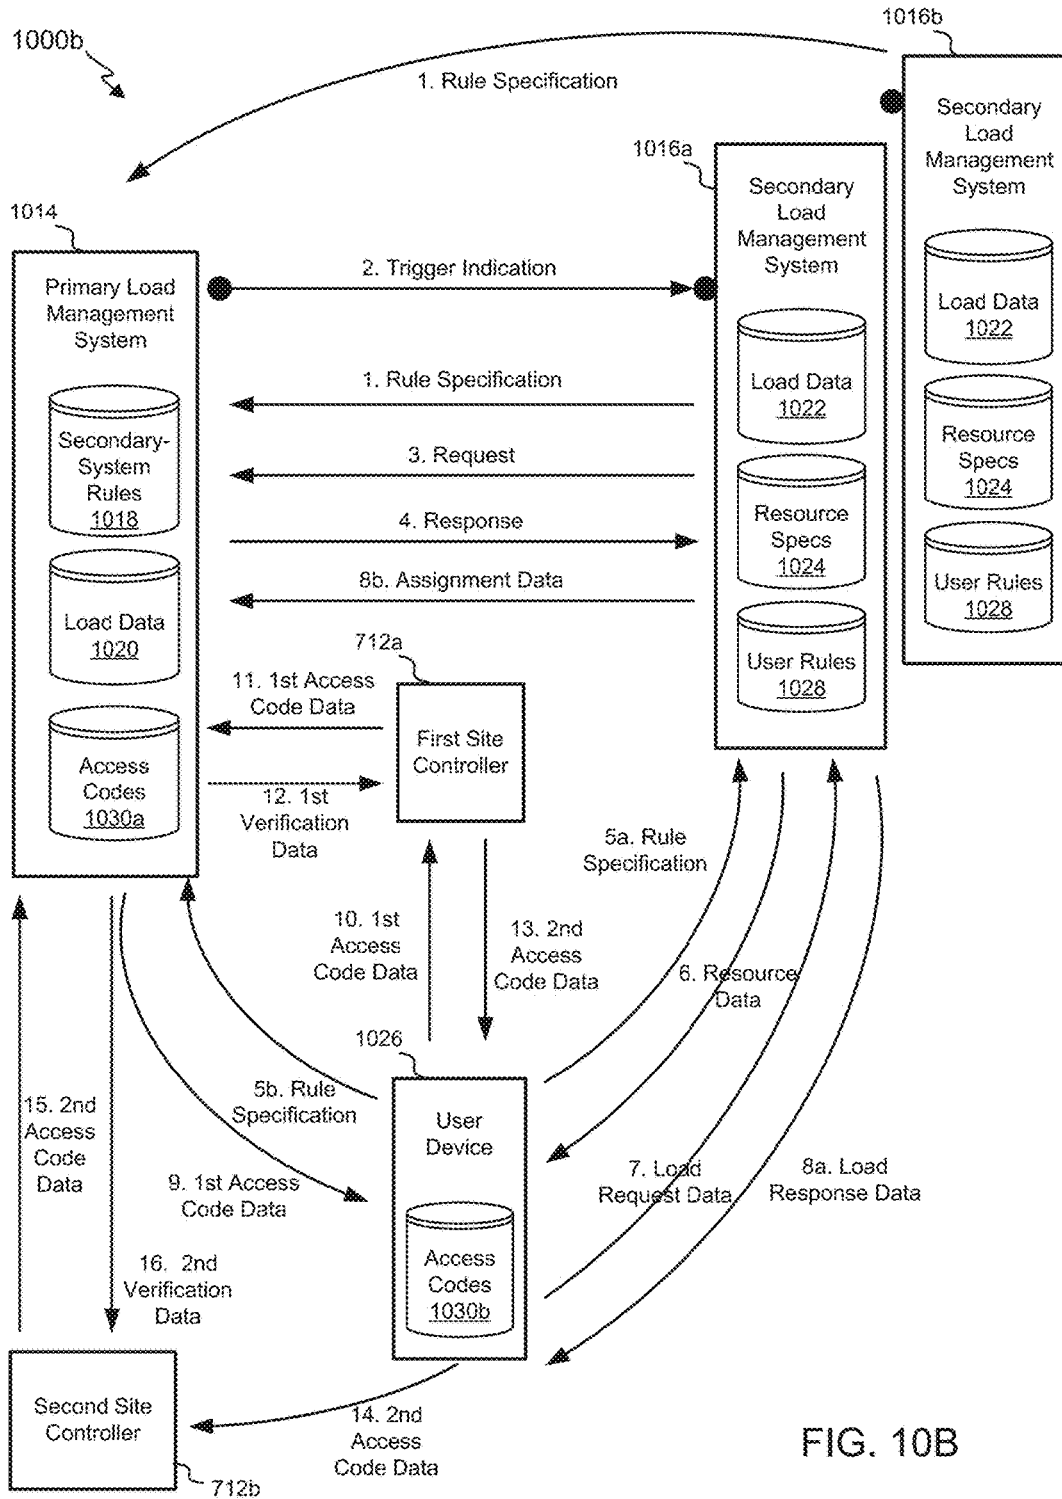 1000b
1016b
1. Rule Specification
Secondary
Load
Management
System
Load Data
1022
Resource
Specs
1024
User Rules
1028
1016a
Secondary
Load
Management
System
Load Data
1022
Resource
Specs
1024
User Rules
1028
1014
Primary Load
Management
System
Secondary-
System
Rules
1018
Load Data
1020
Access
Codes
1030a
2. Trigger Indication
1. Rule Specification
3. Request
4. Response
8b. Assignment Data
712a
11. 1st Access
Code Data
First Site
Controller
12. 1st
Verification
Data
5a. Rule
Specification
10. 1st
Access
Code Data
13. 2nd
Access
Code Data
6. Resource
Data
1026
5b. Rule
Specification
User
Device
Access
Codes
1030b
15. 2nd
Access
Code
Data
9. 1st Access
Code Data
7. Load
Request Data
8a. Load
Response Data
16. 2nd
Verification
Data
Second Site
Controller
712b
14. 2nd
Access
Code Data
FIG. 10B